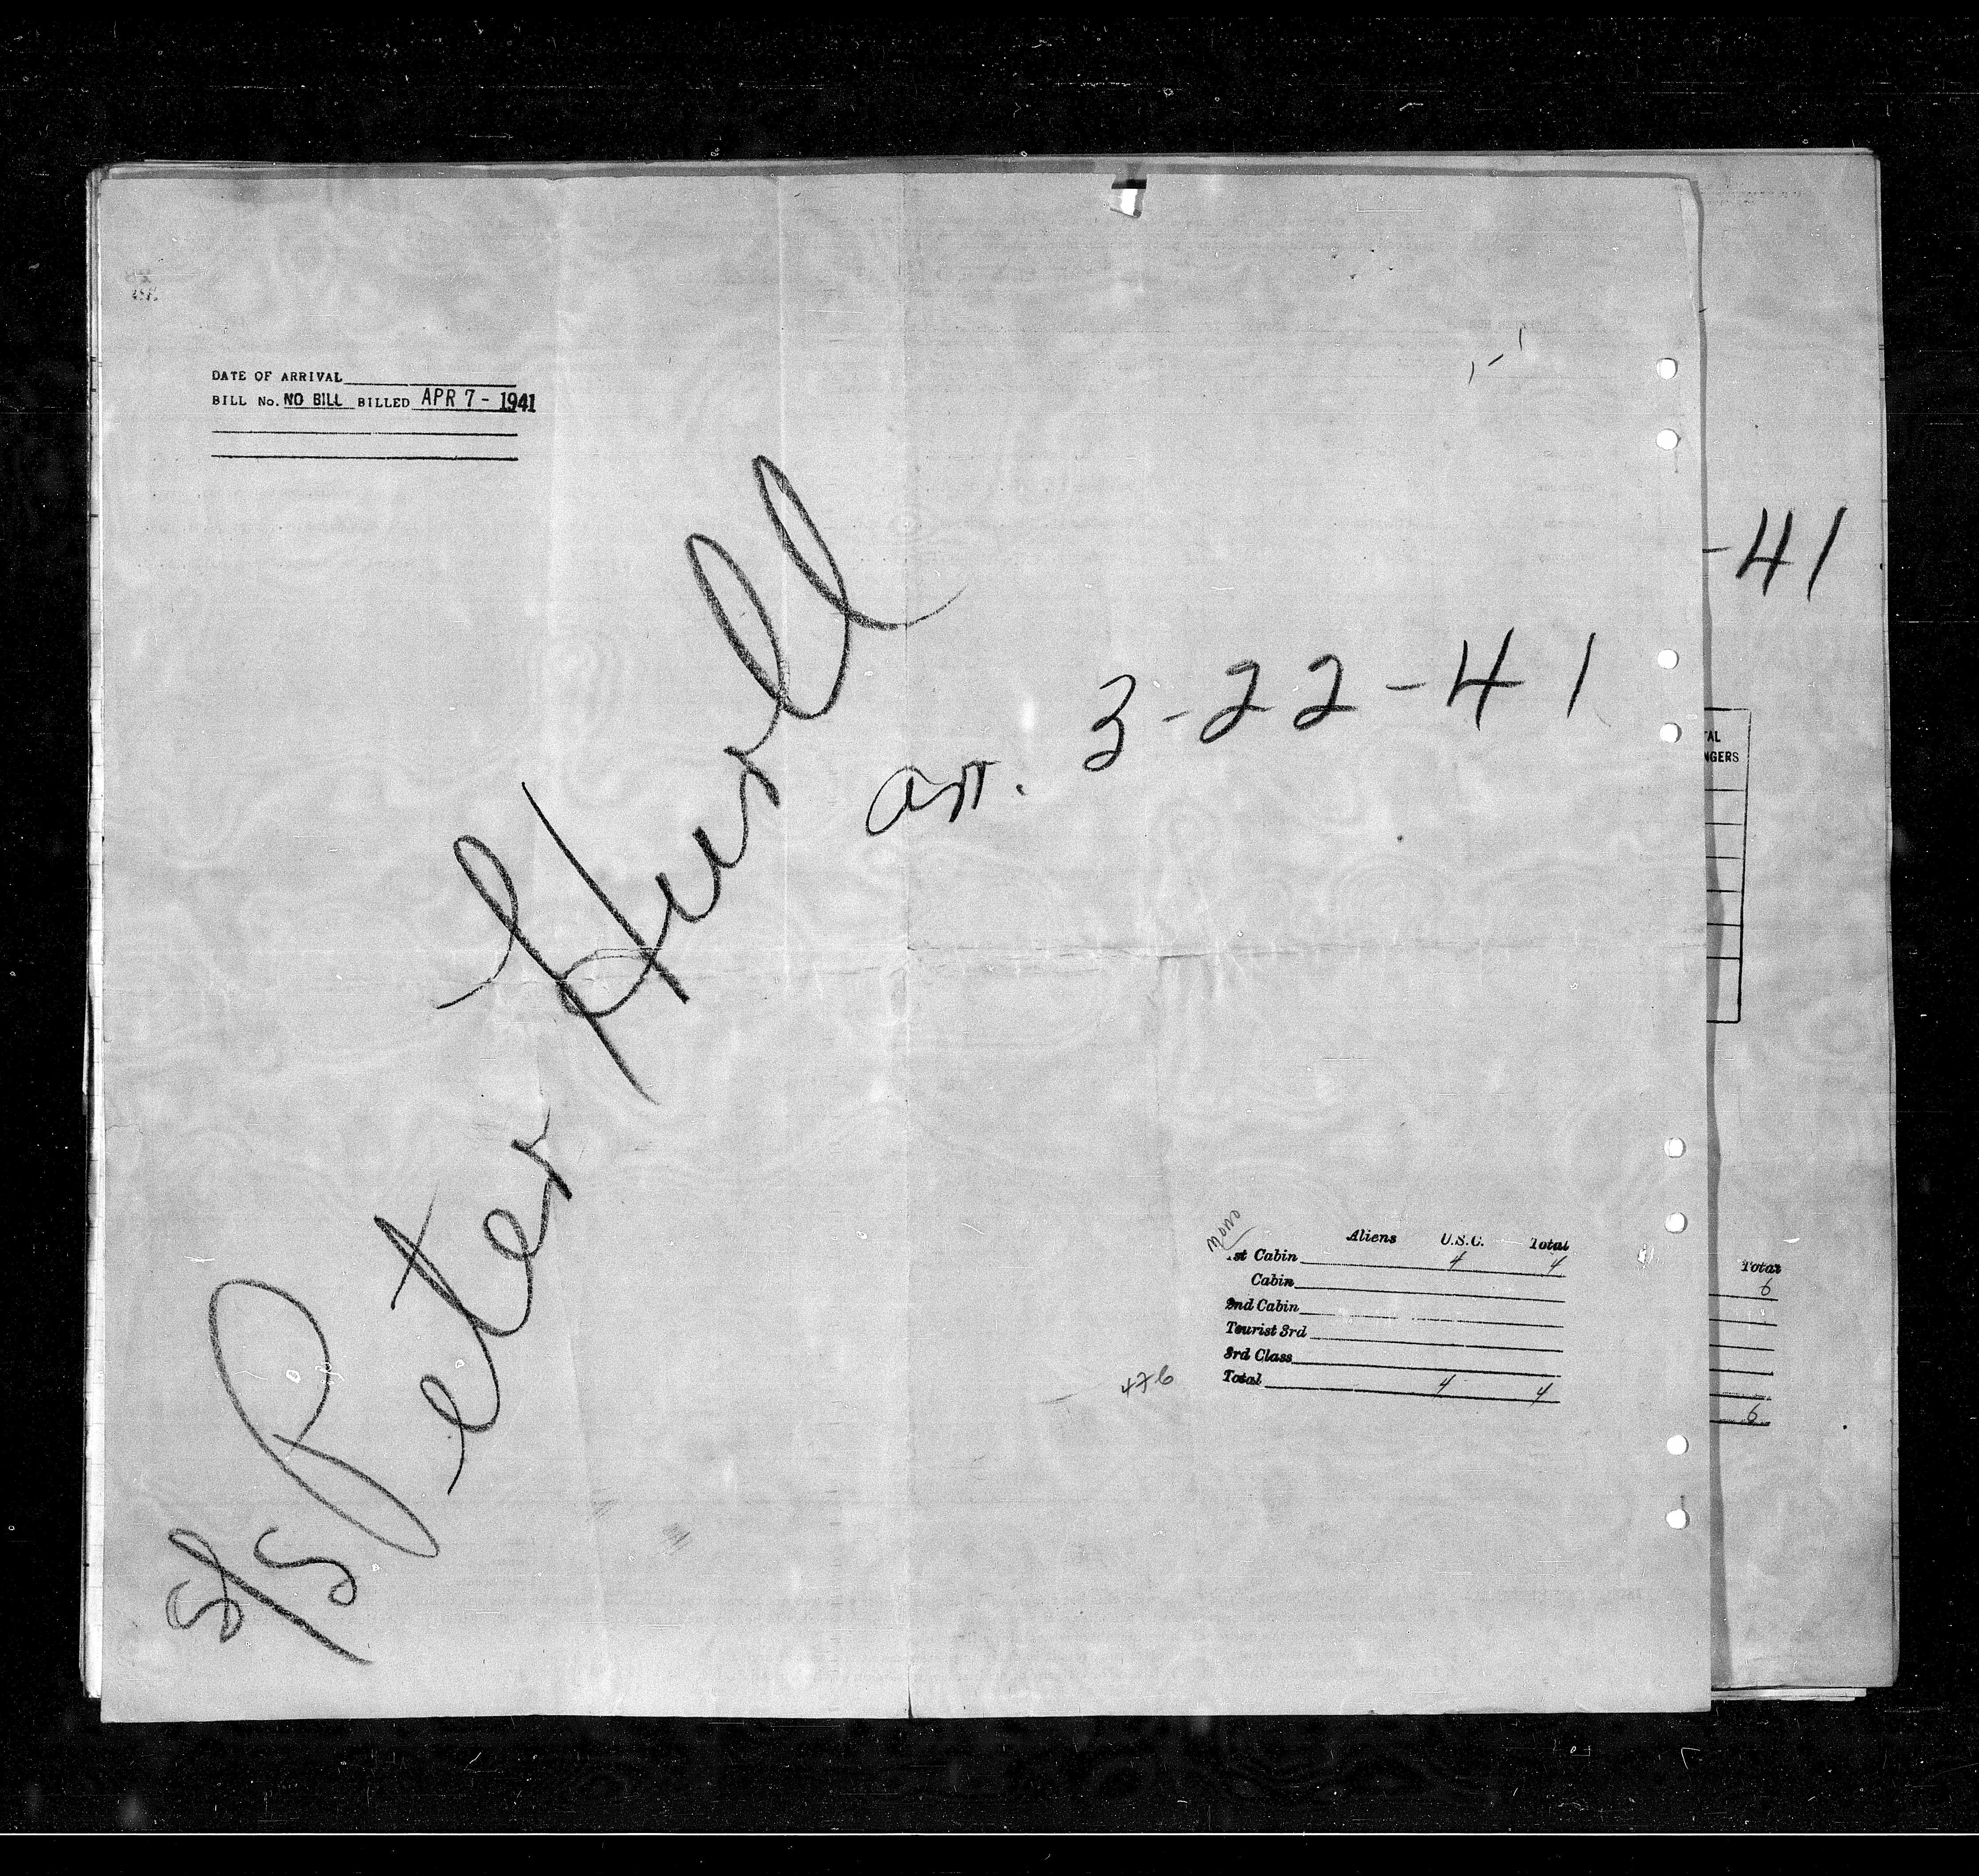 DATE OF ARRIVAL
BILL No. NO BILL BILLED APR 7 - 1941
S/S Peter Hurll
arr. 3-22-41
-41
TAL
NGERS
Aliens U.S.C. Total
1st Cabin 4 4
Cabin
2nd Cabin
Tourist 3rd
3rd Class
Total 4 4
476
Total
6
6